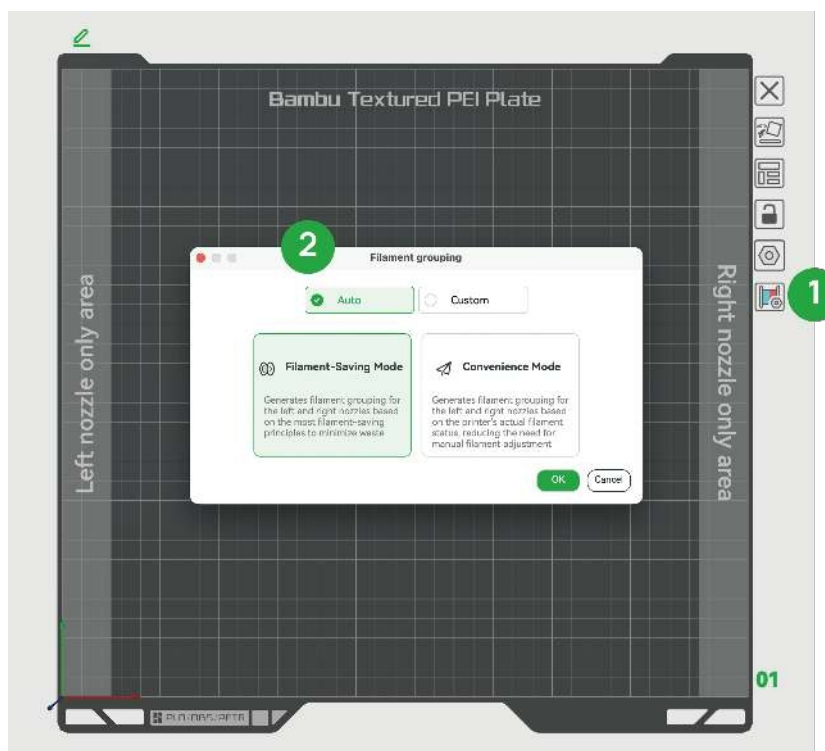 Bambu Textured PEI Plate
2
Filament grouping
Auto
Custom
1
Left nozzle only area
Right nozzle only area
Filament-Saving Mode
Generates filament grouping for
the left and right nozzles based
on the most filament-saving
principles to minimize waste
Convenience Mode
Generates filament grouping for
the left and right nozzles based
on the printer's actual filament
status, reducing the need for
manual filament adjustment
OK
Cancel
01